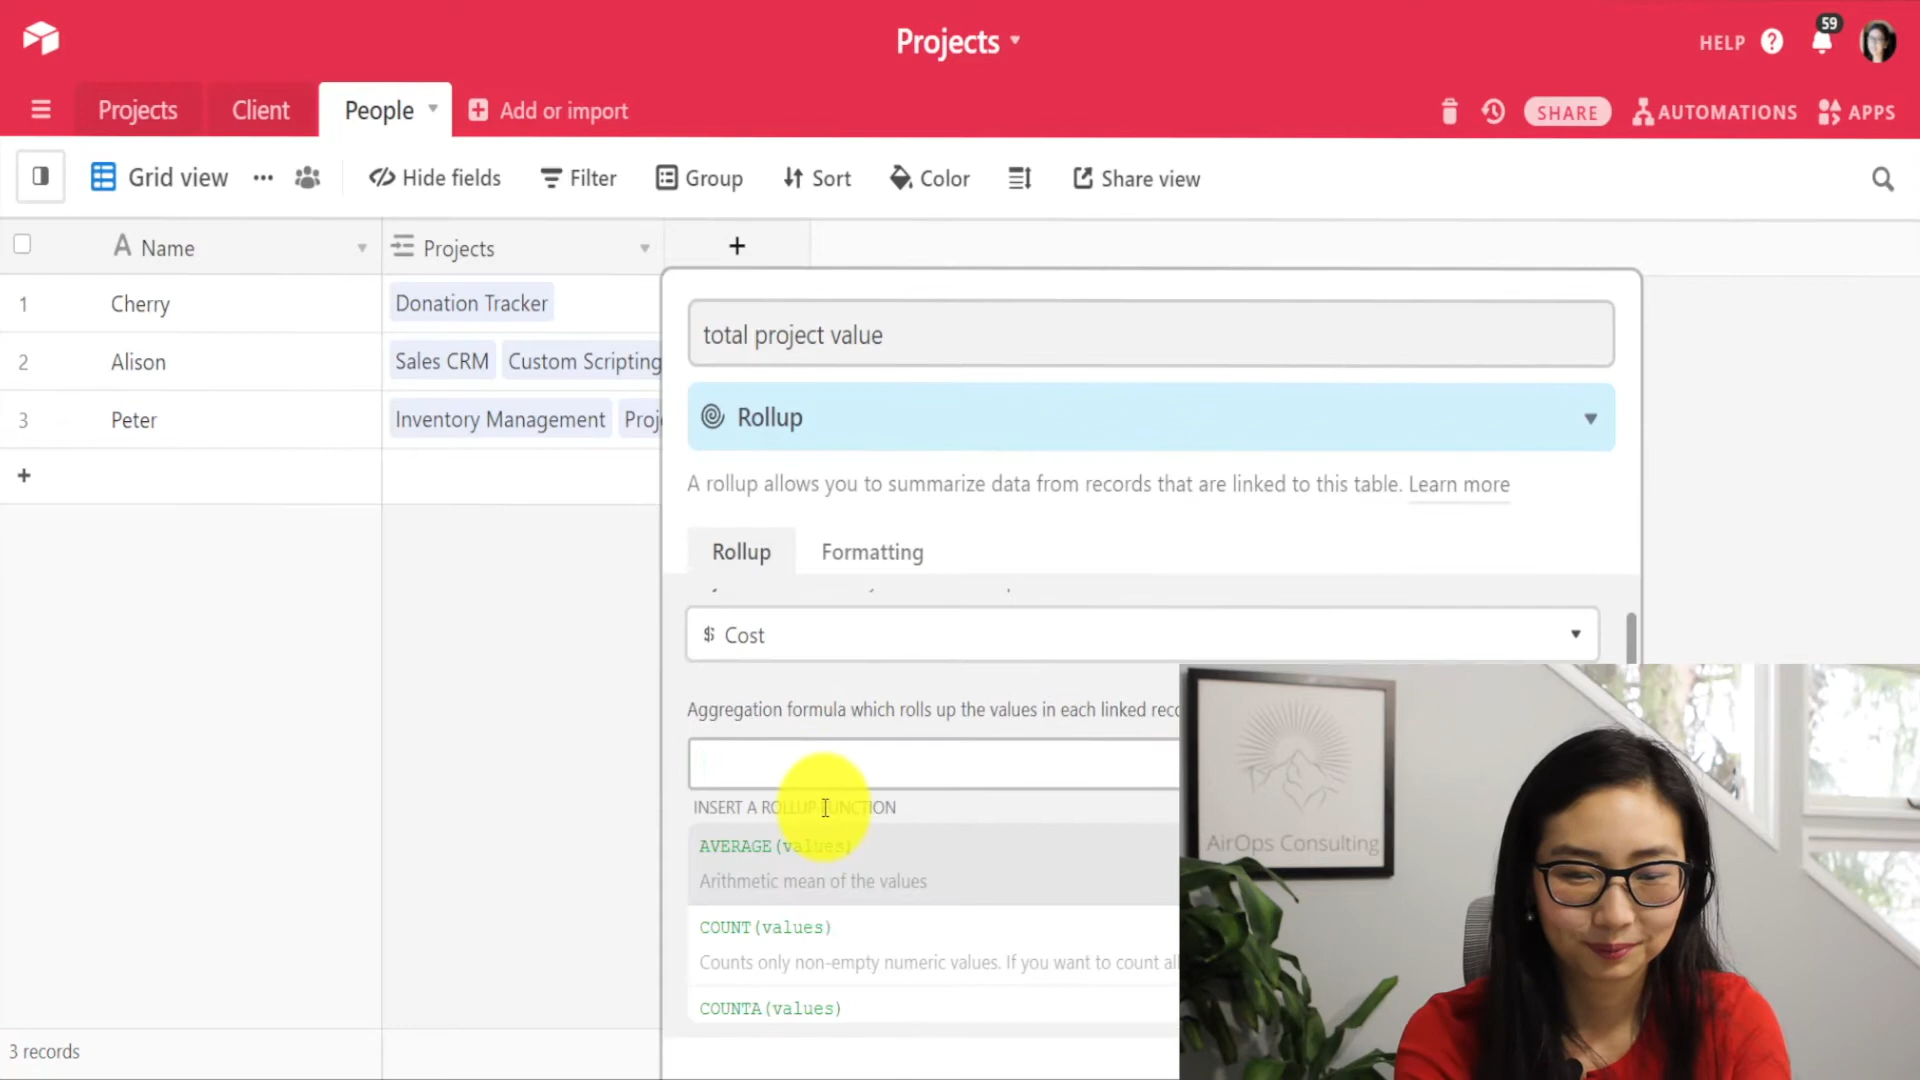 Projects
HELP
59
Projects
Client
People
Add or import
SHARE
AUTOMATIONS
APPS
Grid view
Hide fields
Filter
Group
Sort
Color
Share view
Name
Projects
1
Cherry
Donation Tracker
2
Alison
Sales CRM
Custom Scripting
3
Peter
Inventory Management
Proj
total project value
Rollup
A rollup allows you to summarize data from records that are linked to this table. Learn more
Rollup
Formatting
$ Cost
Aggregation formula which rolls up the values in each linked reco
INSERT A ROLLUP FUNCTION
AVERAGE(values)
Arithmetic mean of the values
COUNT(values)
Counts only non-empty numeric values. If you want to count all
COUNTA(values)
AirOps Consulting
3 records